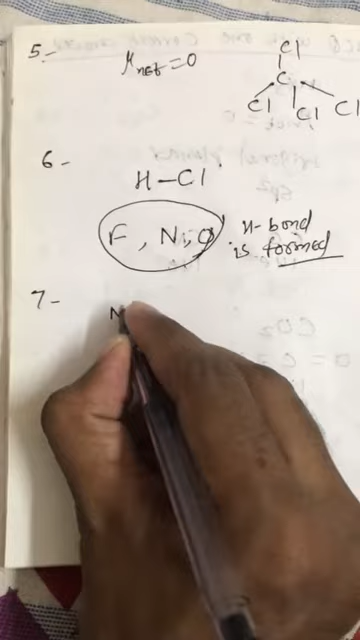 5- μnet=0
Cl
C
Cl Cl Cl
6-
H-Cl
F, N, O H-bond
is formed
7-
N